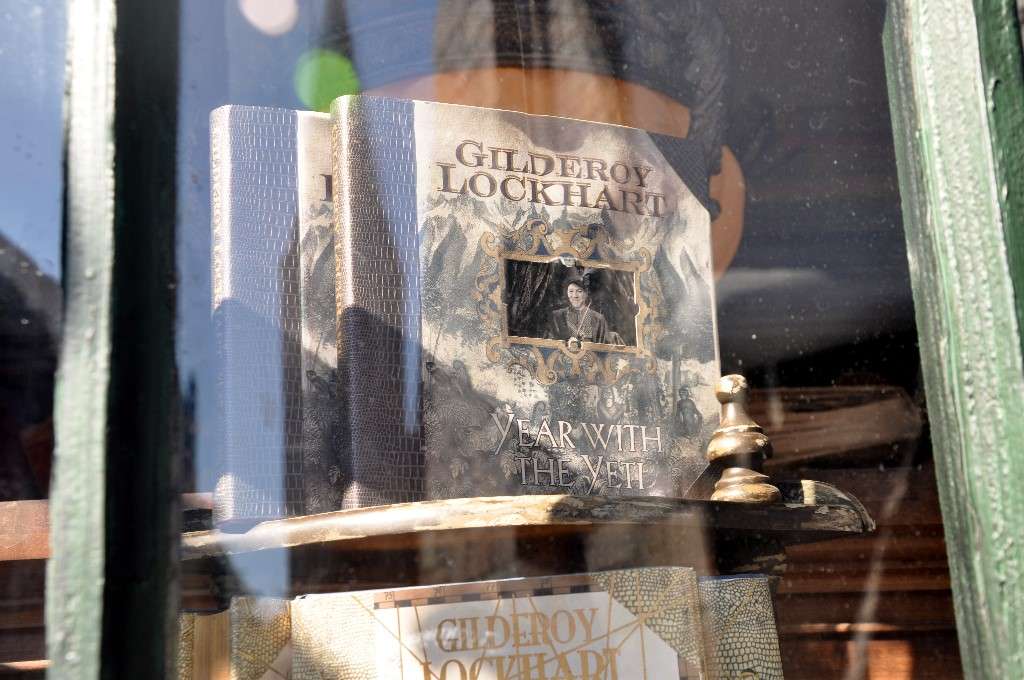 GILDEROY
LOCKHART
YEAR WITH
THE YETI
GILDEROY
LOCKHART